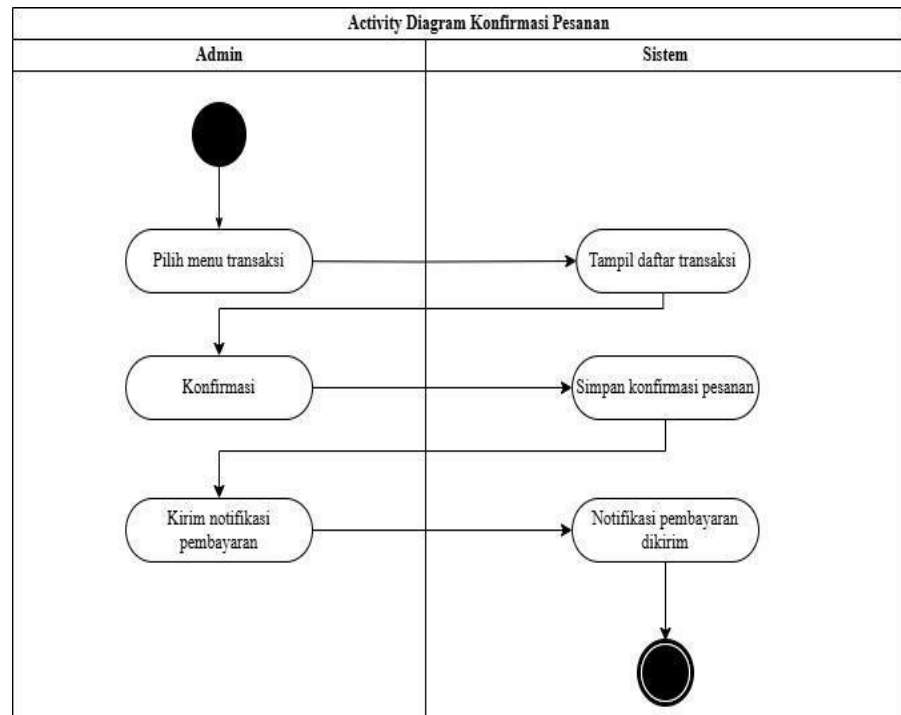 Activity Diagram Konfirmasi Pesanan
Admin
Sistem
Pilih menu transaksi
Tampil daftar transaksi
Konfirmasi
Simpan konfirmasi pesanan
Kirim notifikasi
pembayaran
Notifikasi pembayaran
dikirim